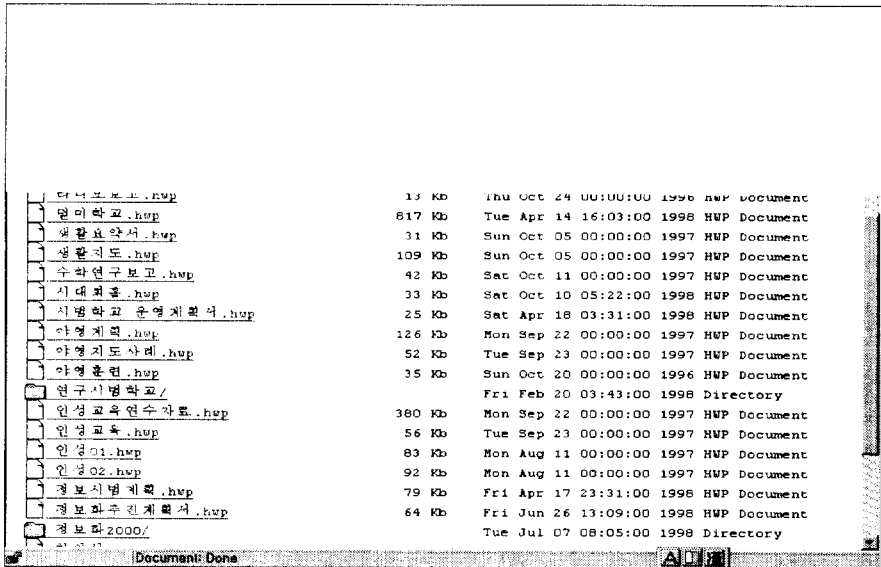 13 Kb Thu Oct 24 00:00:00 1996 HWP Document
멀미학교.hwp 817 Kb Tue Apr 14 16:03:00 1998 HWP Document
생활요약서.hwp 31 Kb Sun Oct 05 00:00:00 1997 HWP Document
생활지도.hwp 109 Kb Sun Oct 05 00:00:00 1997 HWP Document
수학연구보고.hwp 42 Kb Sat Oct 11 00:00:00 1997 HWP Document
33 Kb Sat Oct 10 05:22:00 1998 HWP Document
시범학교 운영계획서.hwp 25 Kb Sat Apr 18 03:31:00 1998 HWP Document
야영계획.hwp 126 Kb Mon Sep 22 00:00:00 1997 HWP Document
야영지도사례.hwp 52 Kb Tue Sep 23 00:00:00 1997 HWP Document
야영훈련.hwp 35 Kb Sun Oct 20 00:00:00 1996 HWP Document
연구시범학교/ Fri Feb 20 03:43:00 1998 Directory
인성교육연수자료.hwp 380 Kb Mon Sep 22 00:00:00 1997 HWP Document
인성교육.hwp 56 Kb Tue Sep 23 00:00:00 1997 HWP Document
인성01.hwp 83 Kb Mon Aug 11 00:00:00 1997 HWP Document
인성02.hwp 92 Kb Mon Aug 11 00:00:00 1997 HWP Document
정보시범계획.hwp 79 Kb Fri Apr 17 23:31:00 1998 HWP Document
정보화추진계획서.hwp 64 Kb Fri Jun 26 13:09:00 1998 HWP Document
정보화2000/ Tue Jul 07 08:05:00 1998 Directory
Document: Done A 漢